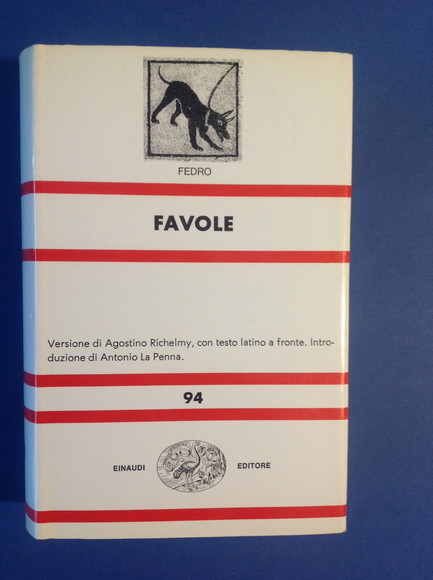 FEDRO
FAVOLE
Versione di Agostino Richelmy, con testo latino a fronte. Intro-
duzione di Antonio La Penna.
94
EINAUDI EDITORE